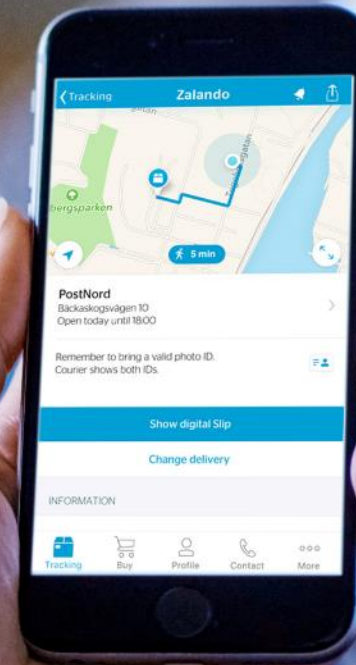 Tracking
Zalando
5 min
PostNord
Bäckaskogsvägen 10
Open today until 18:00
Remember to bring a valid photo ID.
Courier shows both IDs.
Show digital Slip
Change delivery
INFORMATION
Tracking
Buy
Profile
Contact
More